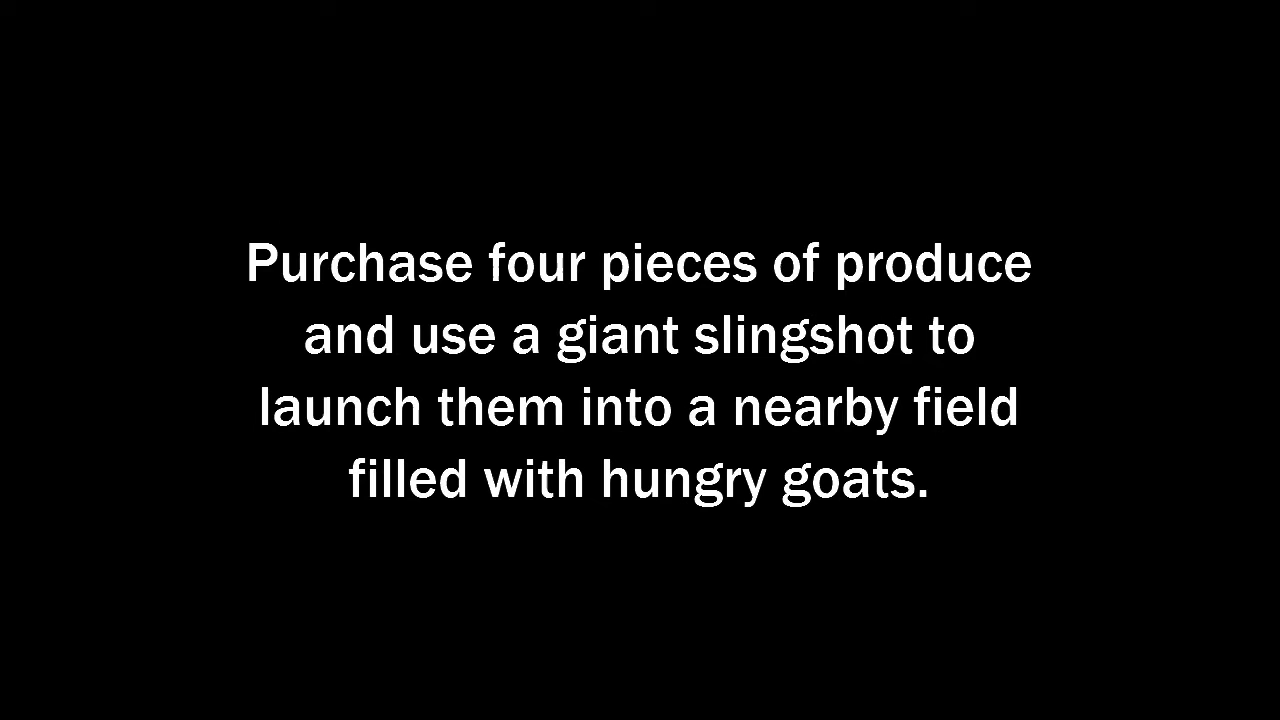 Purchase four pieces of produce
and use a giant slingshot to
launch them into a nearby field
filled with hungry goats.